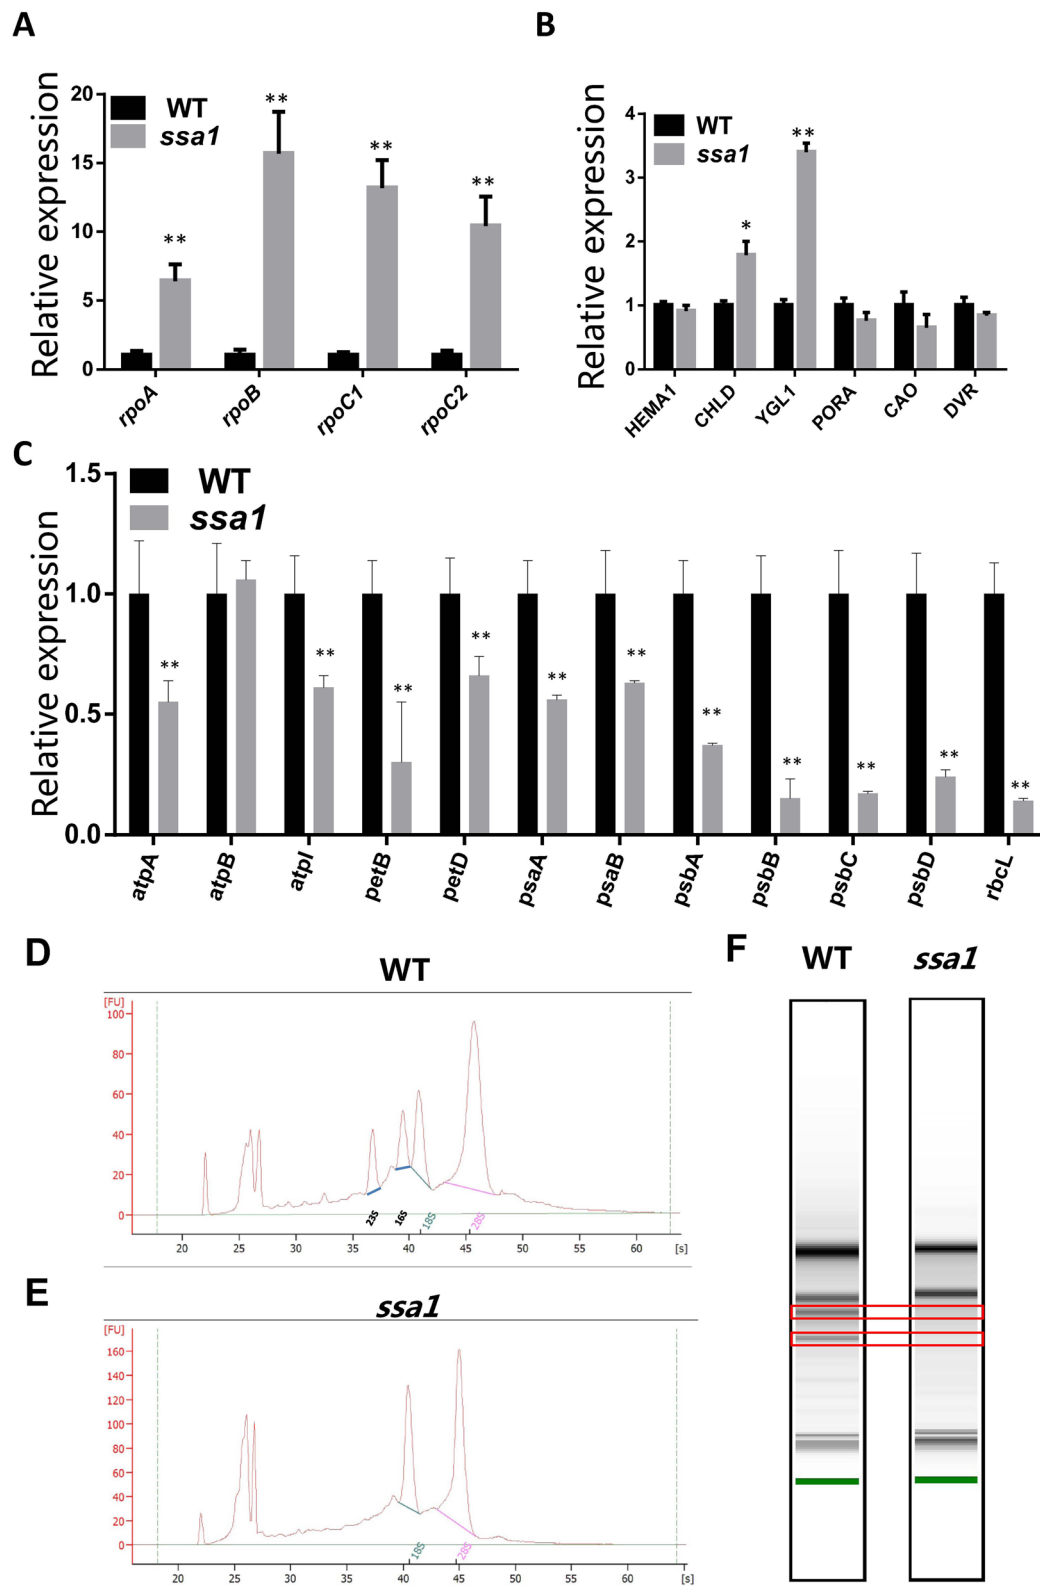 A
Relative expression
20
15
10
5
0
WT
ssa1
**
**
**
**
rpoA
rpoB
rpoC1
rpoC2
B
Relative expression
4
3
2
1
0
WT
ssa1
*
**
HEMA1
CHLD
YGL1
PORA
CAO
DVR
C
Relative expression
1.5
1.0
0.5
0.0
WT
ssa1
**
**
**
**
**
**
**
**
**
**
**
atpA
atpB
atpI
petB
petD
psaA
psaB
psbA
psbB
psbC
psbD
rbcL
D
WT
[FU]
100
80
60
40
20
0
23S
16S
18S
28S
20 25 30 35 40 45 50 55 60 [s]
E
ssa1
[FU]
160
140
120
100
80
60
40
20
0
18S
28S
20 25 30 35 40 45 50 55 60 [s]
F
WT ssa1